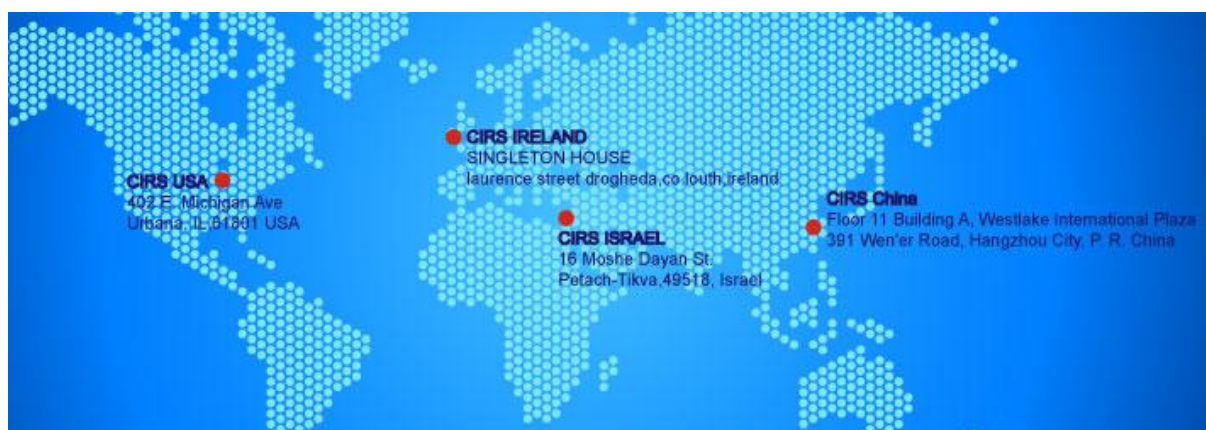 CIRS IRELAND
SINGLETON HOUSE
laurence street drogheda,co louth,ireland
CIRS USA
402 E. Michigan Ave
Urbana, IL,61801 USA
CIRS China
Floor 11 Building A, Westlake International Plaza
391 Wen'er Road, Hangzhou City, P. R. China
CIRS ISRAEL
16 Moshe Dayan St.
Petach-Tikva,49518, Israel